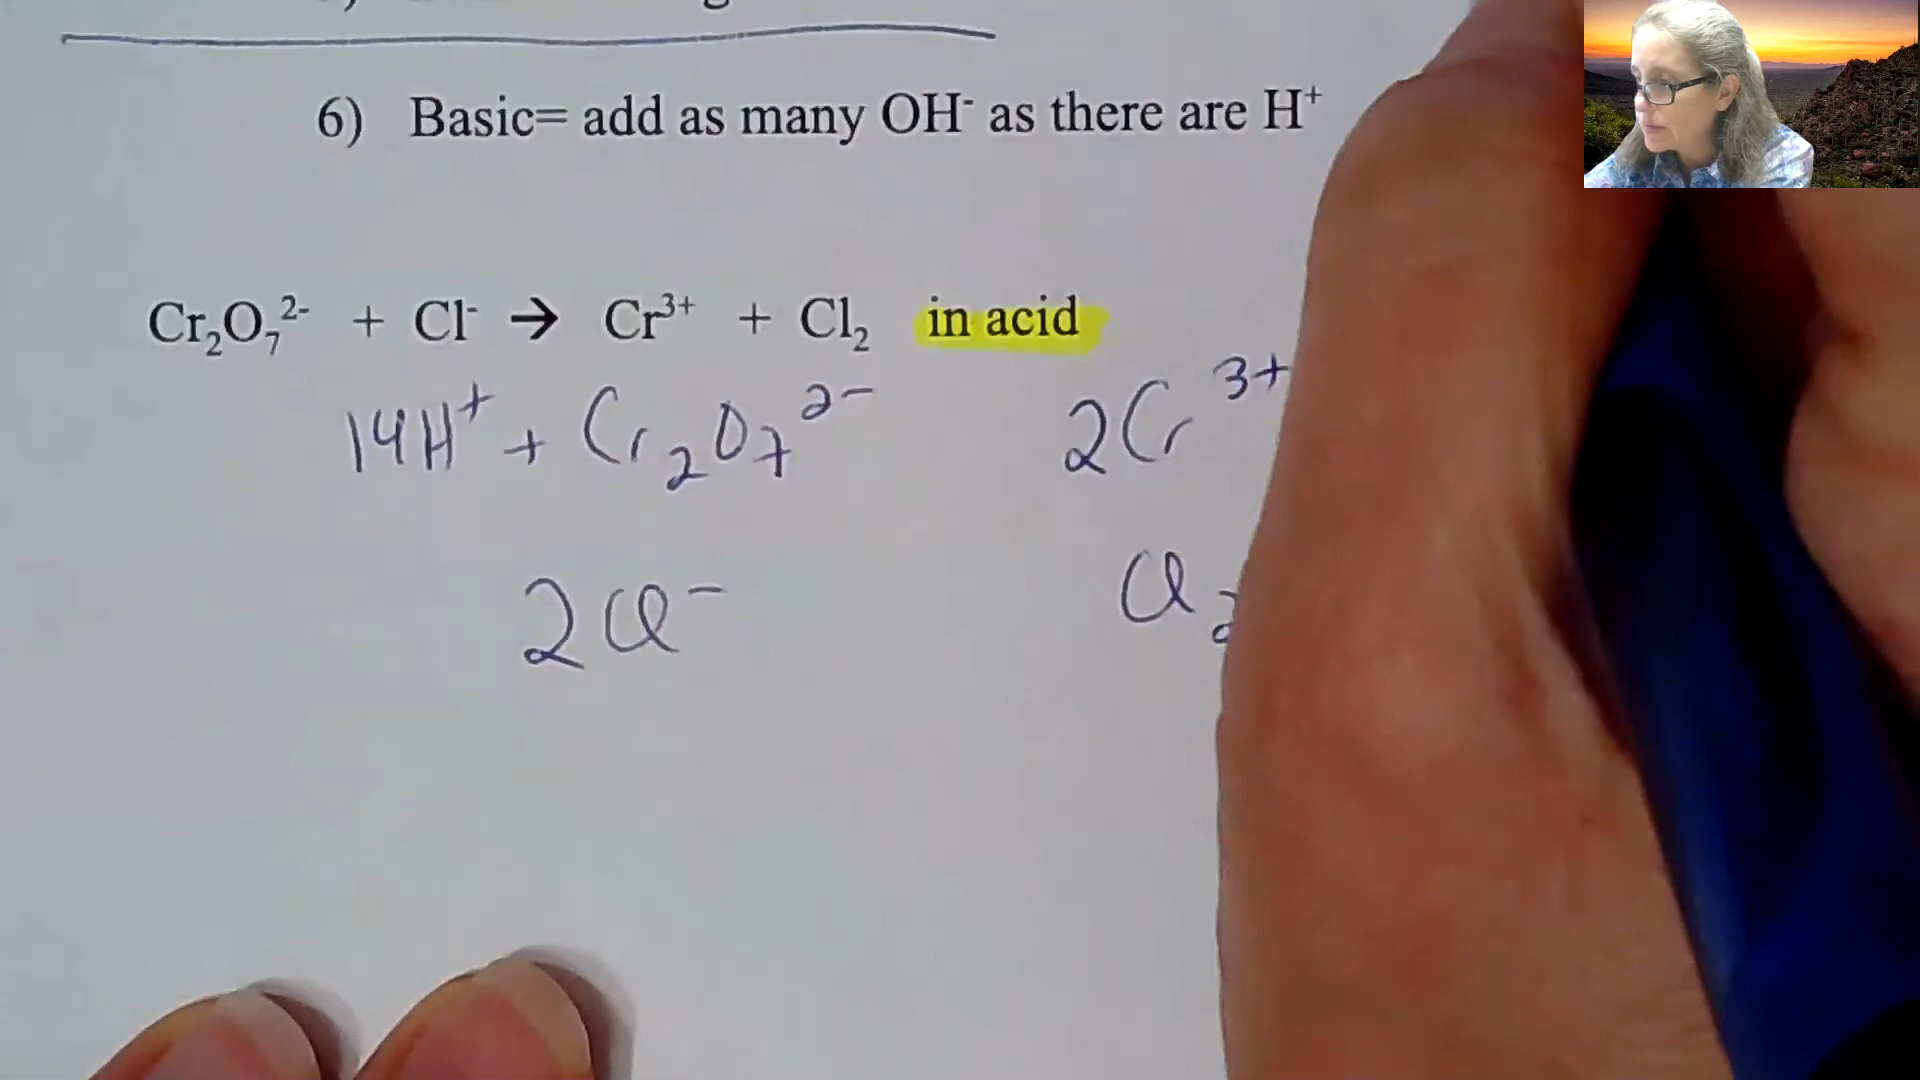 6) Basic= add as many OH⁻ as there are H⁺
Cr₂O₇²⁻ + Cl⁻ → Cr³⁺ + Cl₂ in acid
14H⁺ + Cr₂O₇²⁻ 2Cr³⁺
2Cl⁻ Cl₂